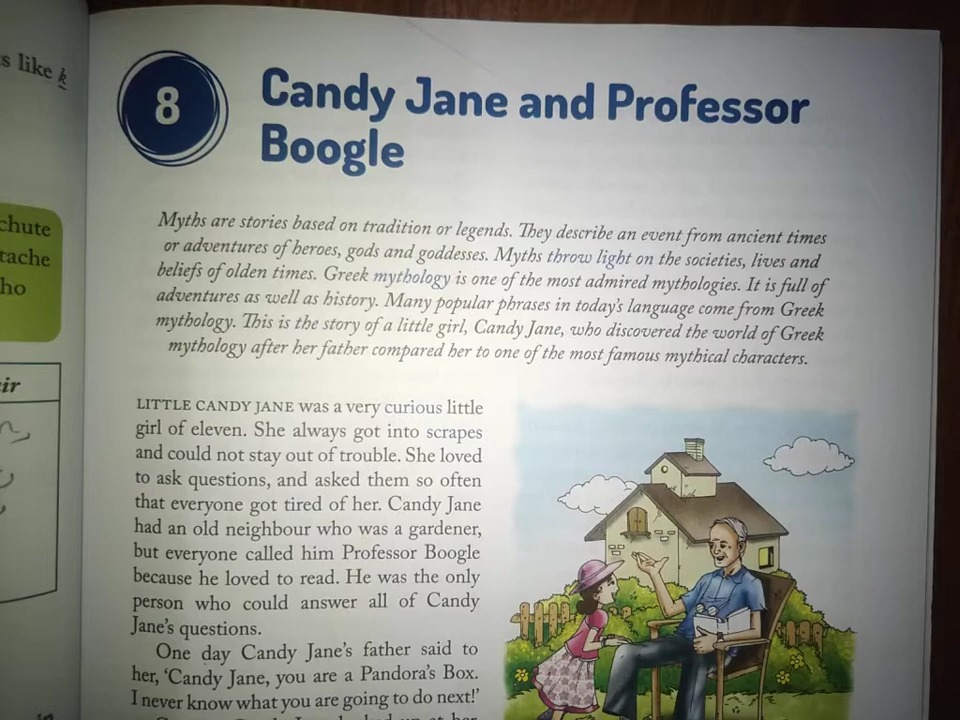 s like k
chute
tache
ho
ir
8
Candy Jane and Professor
Boogle
Myths are stories based on tradition or legends. They describe an event from ancient times
or adventures of heroes, gods and goddesses. Myths throw light on the societies, lives and
beliefs of olden times. Greek mythology is one of the most admired mythologies. It is full of
adventures as well as history. Many popular phrases in today's language come from Greek
mythology. This is the story of a little girl, Candy Jane, who discovered the world of Greek
mythology after her father compared her to one of the most famous mythical characters.
LITTLE CANDY JANE was a very curious little
girl of eleven. She always got into scrapes
and could not stay out of trouble. She loved
to ask questions, and asked them so often
that everyone got tired of her. Candy Jane
had an old neighbour who was a gardener,
but everyone called him Professor Boogle
because he loved to read. He was the only
person who could answer all of Candy
Jane's questions.
One day Candy Jane's father said to
her, 'Candy Jane, you are a Pandora's Box.
I never know what you are going to do next!'